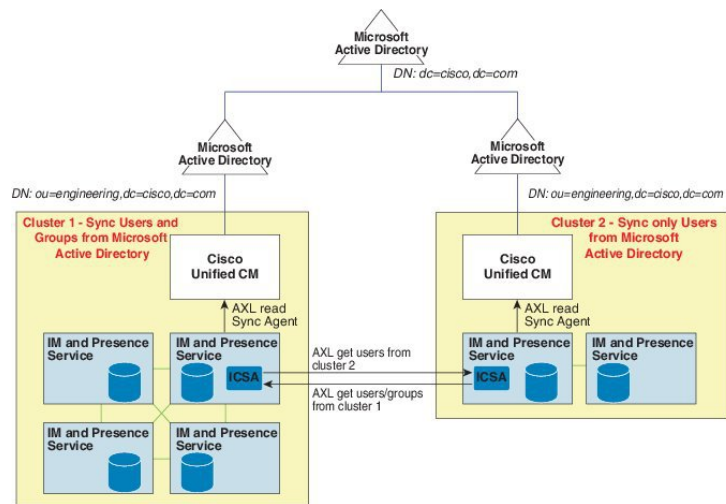 Microsoft
Active Directory
DN: dc=cisco,dc=com
Microsoft
Active Directory
Microsoft
Active Directory
DN: ou=engineering,dc=cisco,dc=com
DN: ou=engineering,dc=cisco,dc=com
Cluster 1 - Sync Users and
Groups from Microsoft
Active Directory
Cisco
Unified CM
AXL read
Sync Agent
IM and Presence
Service
IM and Presence
Service
ICSA
IM and Presence
Service
IM and Presence
Service
AXL get users from
cluster 2
AXL get users/groups
from cluster 1
Cluster 2 - Sync only Users
from Microsoft
Active Directory
Cisco
Unified CM
AXL read
Sync Agent
IM and Presence
Service
ICSA
IM and Presence
Service